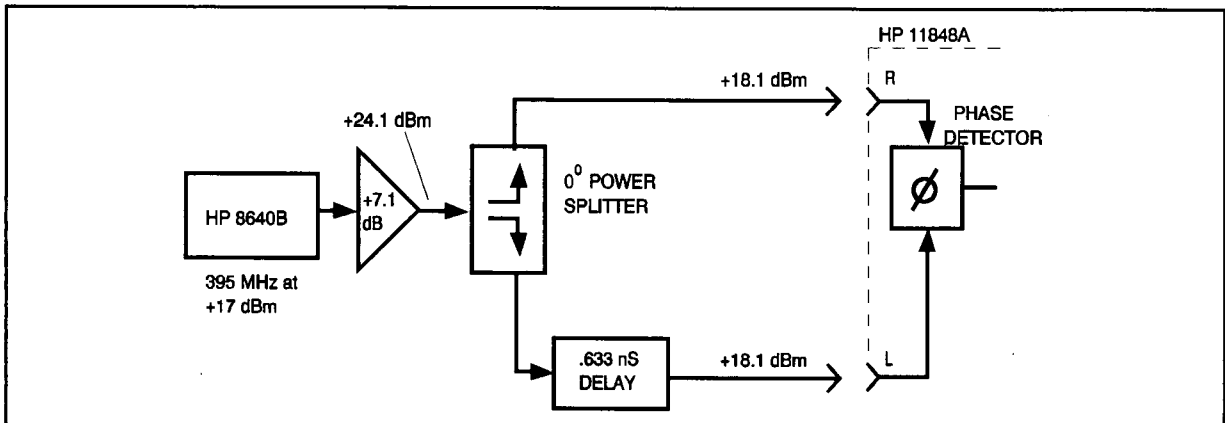 HP 11848A
+18.1 dBm
R
PHASE
DETECTOR
+24.1 dBm
0⁰ POWER
SPLITTER
+7.1
dB
HP 8640B
ϕ
395 MHz at
+17 dBm
.633 nS
DELAY
+18.1 dBm
L